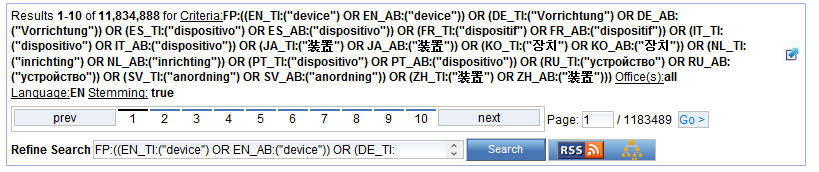 Results 1-10 of 11,834,888 for Criteria:FP:((EN_TI:("device") OR EN_AB:("device")) OR (DE_TI:("Vorrichtung") OR DE_AB:
("Vorrichtung")) OR (ES_TI:("dispositivo") OR ES_AB:("dispositivo")) OR (FR_TI:("dispositif") OR FR_AB:("dispositif")) OR (IT_TI:
("dispositivo") OR IT_AB:("dispositivo")) OR (JA_TI:("装置") OR JA_AB:("装置")) OR (KO_TI:("장치") OR KO_AB:("장치")) OR (NL_TI:
("inrichting") OR NL_AB:("inrichting")) OR (PT_TI:("dispositivo") OR PT_AB:("dispositivo")) OR (RU_TI:("устройство") OR RU_AB:
("устройство")) OR (SV_TI:("anordning") OR SV_AB:("anordning")) OR (ZH_TI:("装置") OR ZH_AB:("装置"))) Office(s):all
Language:EN Stemming: true
prev 1 2 3 4 5 6 7 8 9 10 next Page: 1 / 1183489 Go >
Refine Search FP:((EN_TI:("device") OR EN_AB:("device")) OR (DE_TI: Search RSS